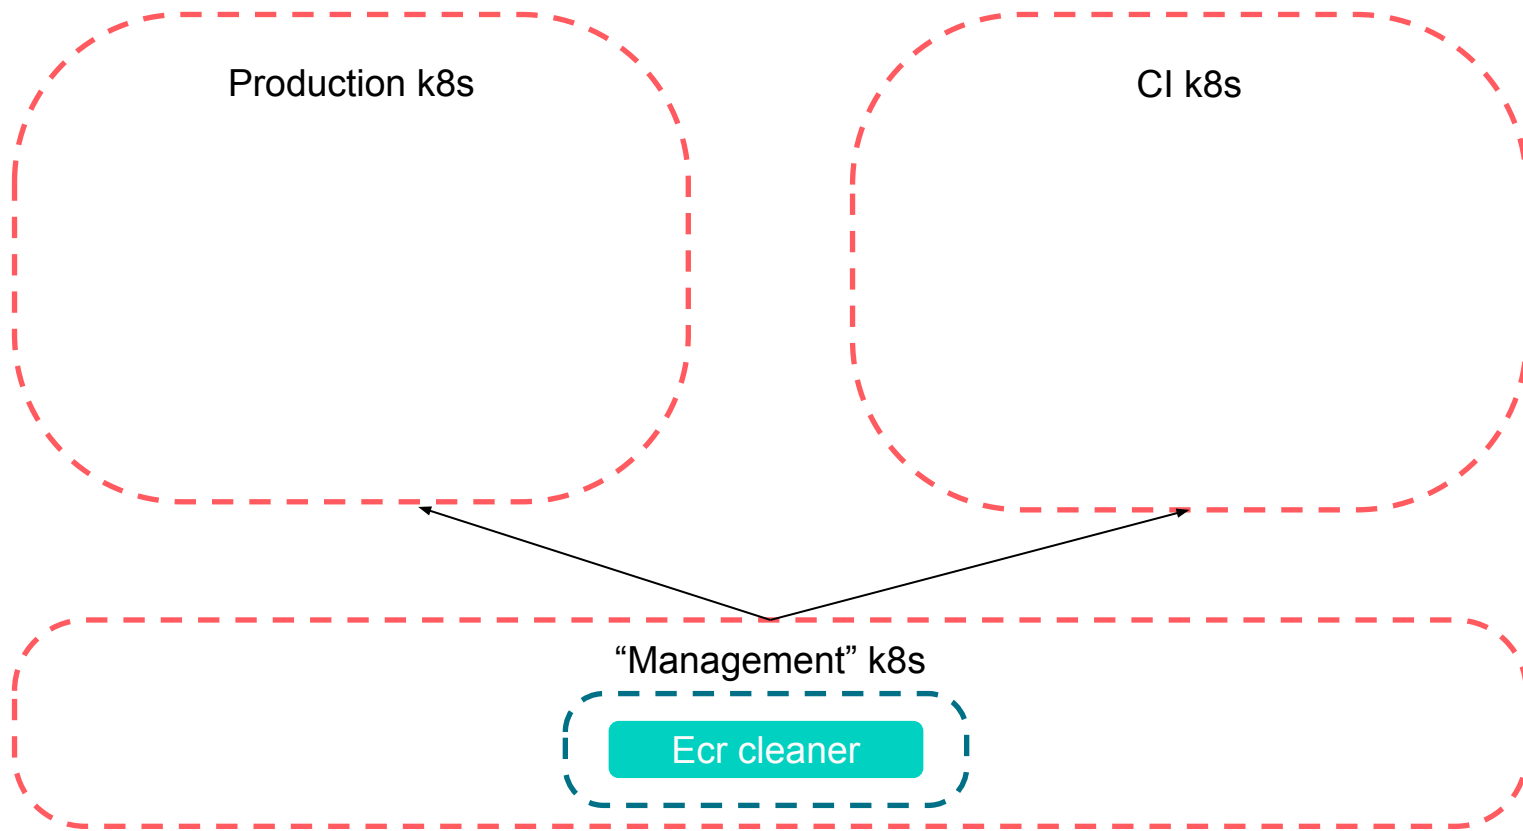 Production k8s
CI k8s
“Management” k8s
Ecr cleaner